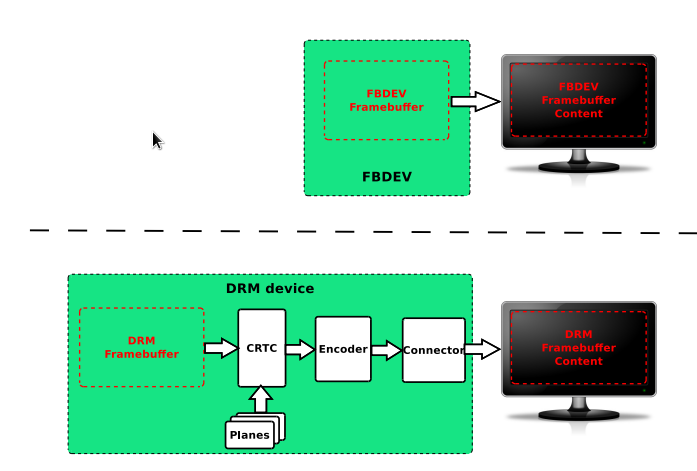 FBDEV
Framebuffer
FBDEV
FBDEV
Framebuffer
Content
DRM device
DRM
Framebuffer
CRTC
Encoder
Connector
Planes
DRM
Framebuffer
Content